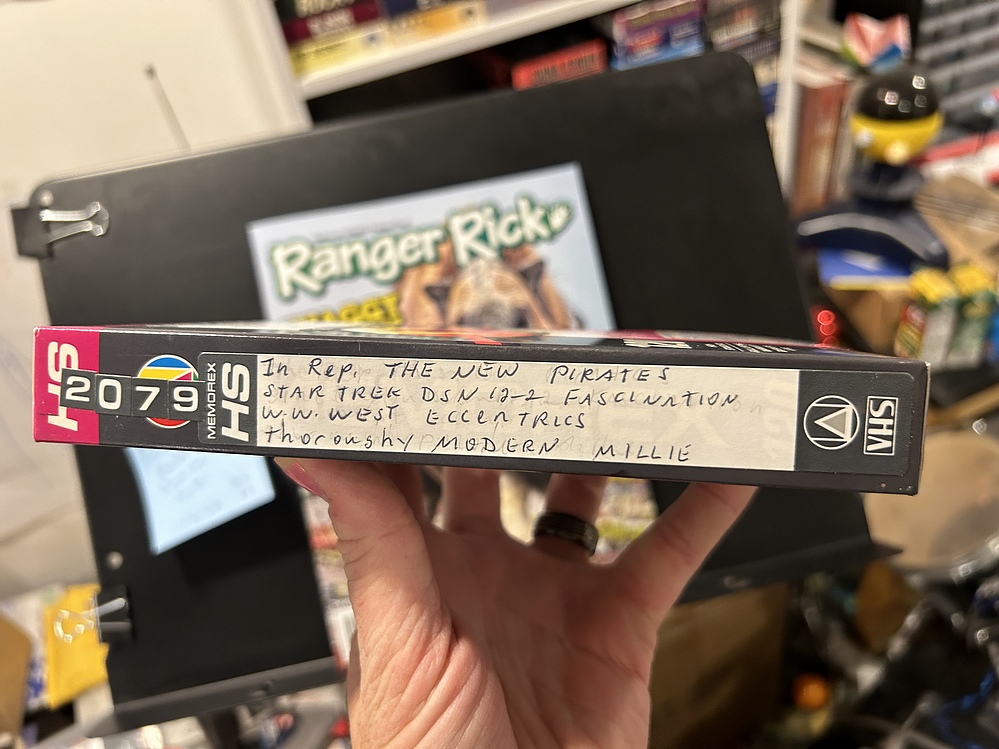 Ranger Rick
HS
2079
MEMOREX
HS
In Rep, THE NEW PIRATES
STAR TREK DSN 12-2 FASCINATION
W.W. WEST ECCENTRICS
thoroughy MODERN MILLIE
VHS